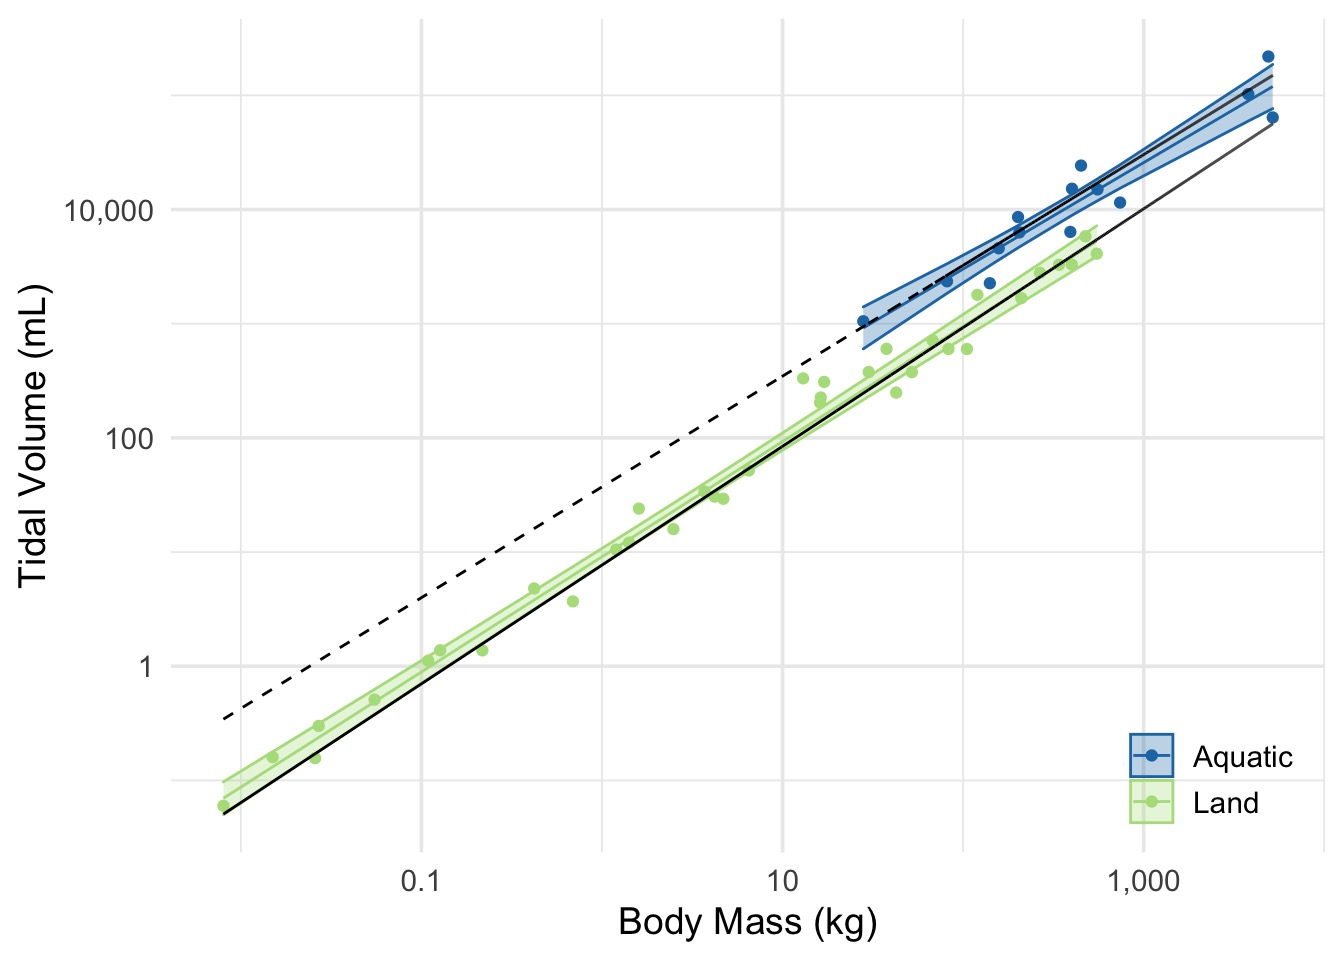 Tidal Volume (mL)
10,000
100
1
0.1
10
1,000
Body Mass (kg)
Aquatic
Land